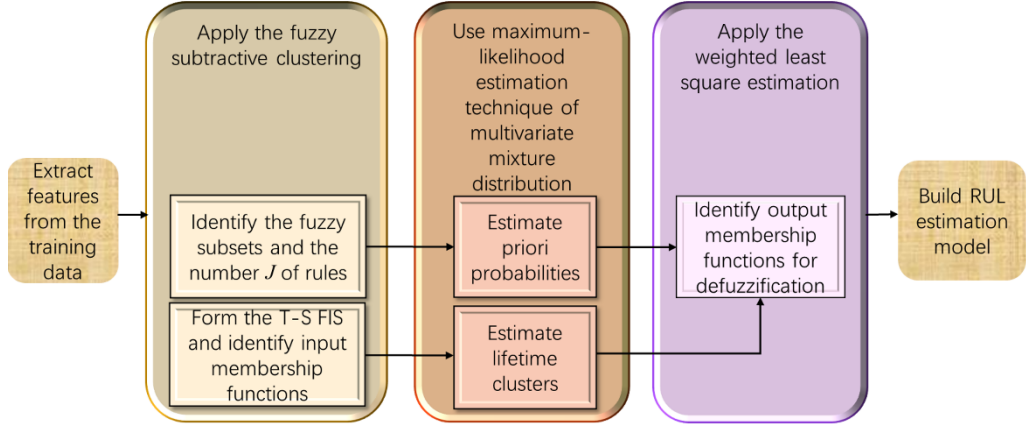 Extract
features
from the
training
data
Apply the fuzzy
subtractive clustering
Identify the fuzzy
subsets and the
number J of rules
Form the T-S FIS
and identify input
membership
functions
Use maximum-
likelihood
estimation
technique of
multivariate
mixture
distribution
Estimate
priori
probabilities
Estimate
lifetime
clusters
Apply the
weighted least
square estimation
Identify output
membership
functions for
defuzzification
Build RUL
estimation
model